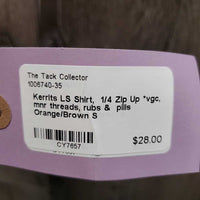 The Tack Collector
1006740-35
Kerrits LS Shirt, 1/4 Zip Up *vgc,
mnr threads, rubs & pills
Orange/Brown S
CY7657
$28.00